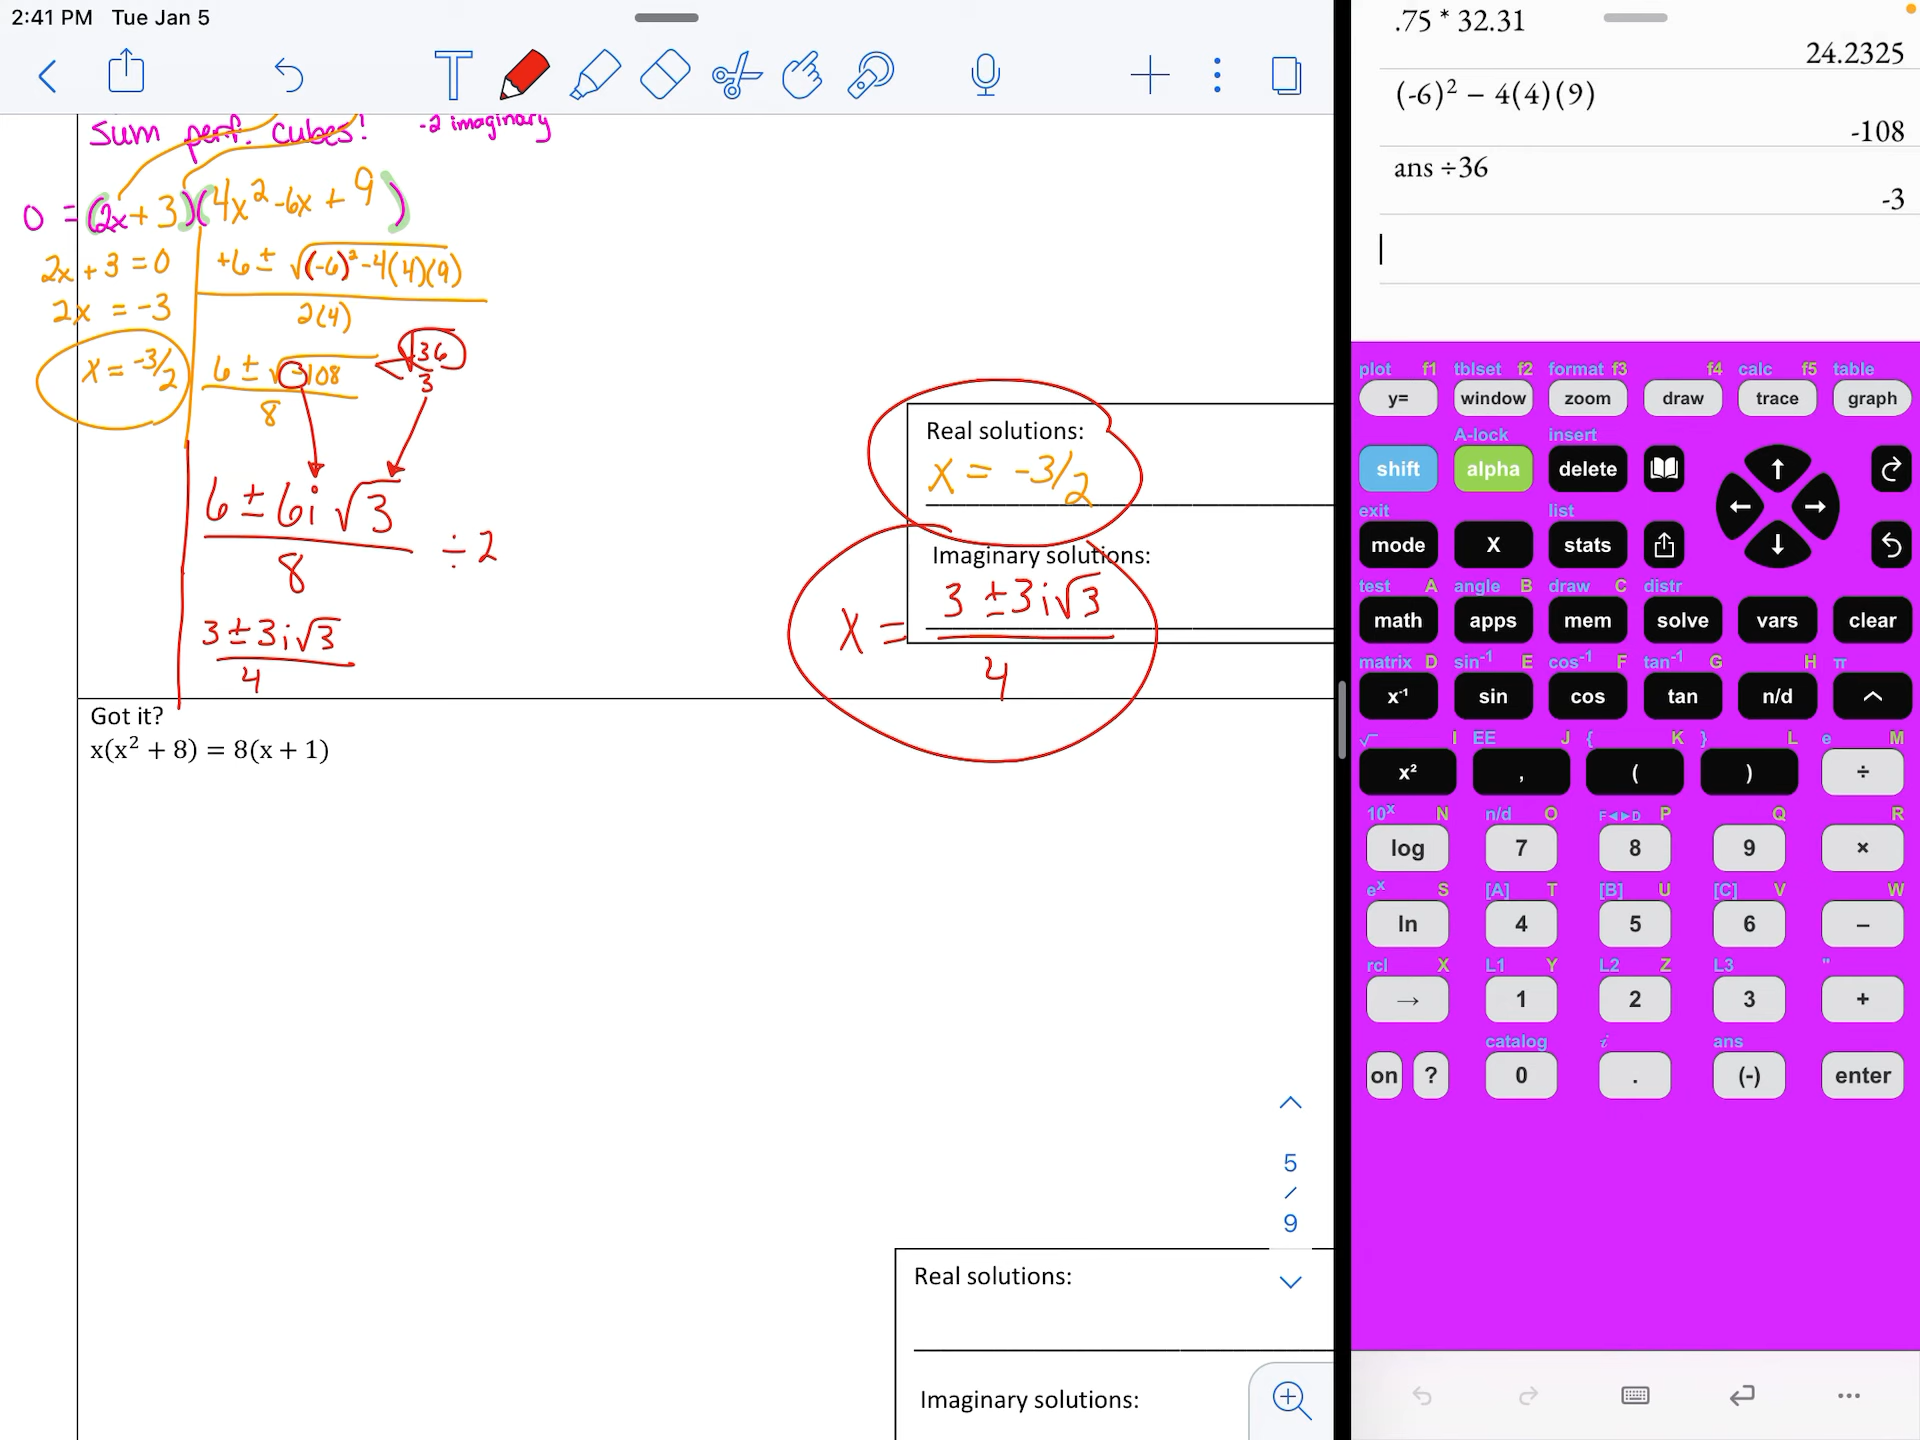 2:41 PM Tue Jan 5
Sum perf. cubes!
-2 imaginary
0 = (2x + 3)(4x² - 6x + 9)
2x + 3 = 0
2x = -3
x = -3/2
+6 ± √(-6)² - 4(4)(9)
2(4)
6 ± √-108
8
√36
3
6 ± 6i √3
8
÷ 2
3 ± 3i√3
4
Real solutions:
x = -3/2
Imaginary solutions:
x = 3 ± 3i√3
4
Got it?
x(x² + 8) = 8(x + 1)
5
/
9
Real solutions:
Imaginary solutions:
.75 * 32.31
24.2325
(-6)² − 4(4)(9)
-108
ans ÷36
-3
plot f1 tblset f2 format f3 f4 calc f5 table
y= window zoom draw trace graph
A-lock insert
shift alpha delete
exit list
mode X stats
test A angle B draw C distr
math apps mem solve vars clear
matrix D sin⁻¹ E cos⁻¹ F tan⁻¹ G H π
x⁻¹ sin cos tan n/d ^
√ I EE J { K } L e M
x² , ( ) ÷
10ˣ N n/d O F◄►D P Q R
log 7 8 9 ×
eˣ S [A] T [B] U [C] V W
ln 4 5 6 −
rcl X L1 Y L2 Z L3 "
→ 1 2 3 +
catalog i ans
on ? 0 . (-) enter